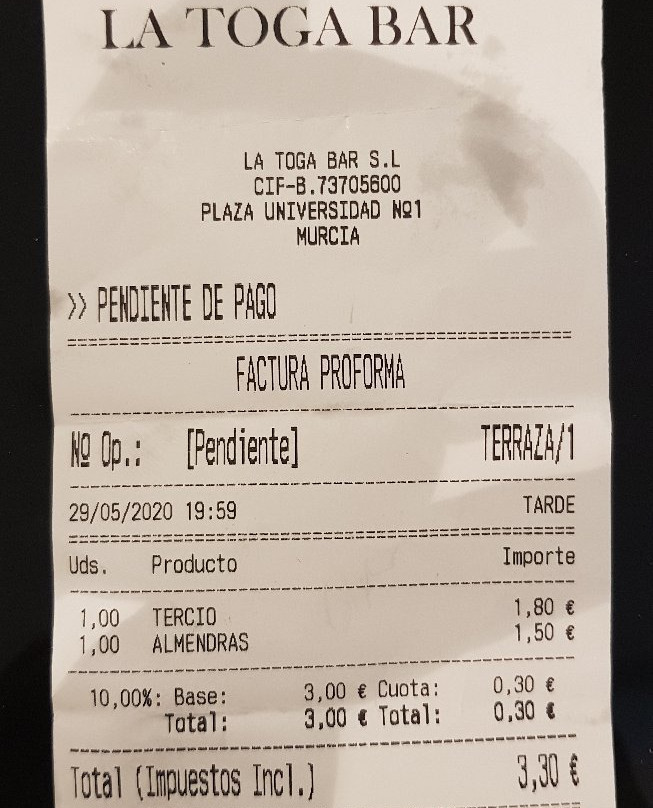 LA TOGA BAR
LA TOGA BAR S.L
CIF-B.73705600
PLAZA UNIVERSIDAD Nº1
MURCIA
>> PENDIENTE DE PAGO
FACTURA PROFORMA
Nº Op.: [Pendiente] TERRAZA/1
29/05/2020 19:59 TARDE
Uds. Producto Importe
1,00 TERCIO 1,80 €
1,00 ALMENDRAS 1,50 €
10,00%: Base: 3,00 € Cuota: 0,30 €
Total: 3,00 € Total: 0,30 €
Total (Impuestos Incl.) 3,30 €